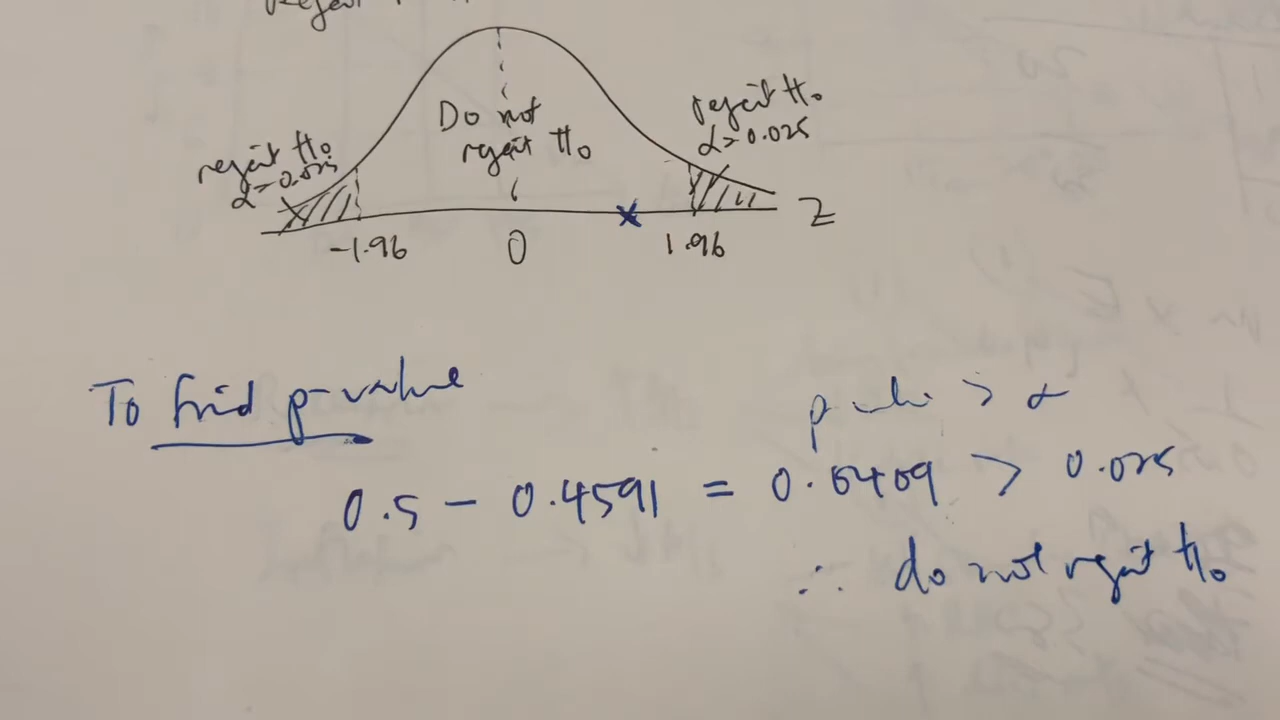 reject H₀
α = 0.025
Do not
reject H₀
reject H₀
α = 0.025
-1.96
0
1.96
Z
To find p-value
p > α
0.5 - 0.4591 = 0.0409 > 0.025
∴ do not reject H₀